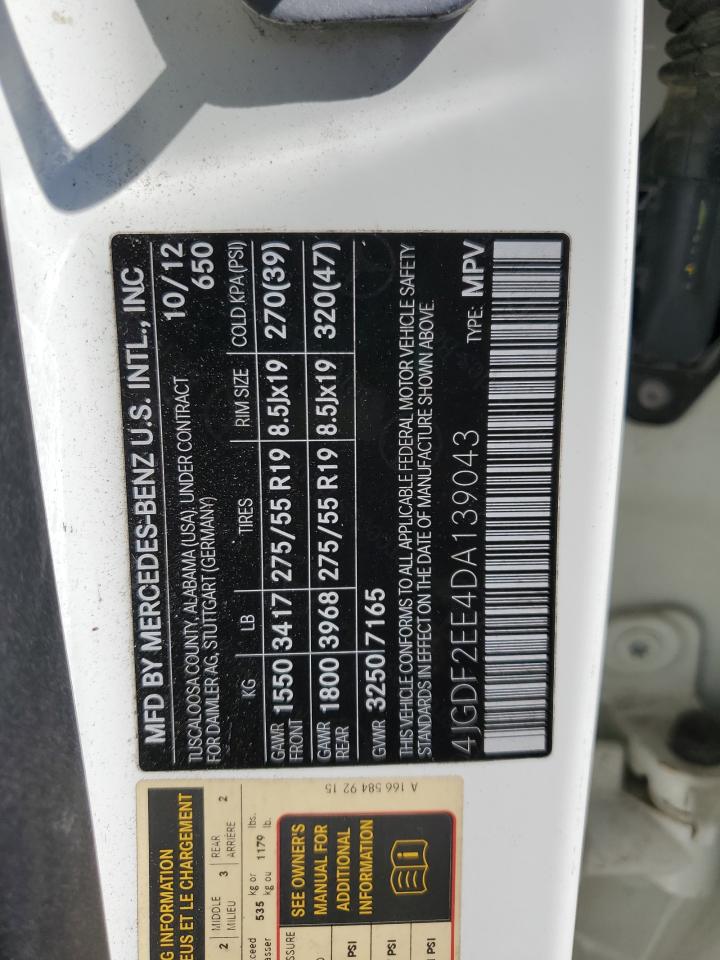 MFD BY MERCEDES-BENZ U.S. INTL., INC
TUSCALOOSA COUNTY, ALABAMA (USA), UNDER CONTRACT 10/12
FOR DAIMLER AG, STUTTGART (GERMANY) 650
KG LB TIRES RIM SIZE COLD KPA (PSI)
GAWR FRONT 1550 3417 275/55 R19 8.5Jx19 270(39)
GAWR REAR 1800 3968 275/55 R19 8.5Jx19 320(47)
GVWR 3250 7165
THIS VEHICLE CONFORMS TO ALL APPLICABLE FEDERAL MOTOR VEHICLE SAFETY
STANDARDS IN EFFECT ON THE DATE OF MANUFACTURE SHOWN ABOVE.
4JGDF2EE4DA139043 TYPE: MPV
INFORMATION
ET LE CHARGEMENT
2 MIDDLE 3 REAR 2
MILIEU ARRIÈRE
535 kg or 1179 lbs.
kg ou lb.
SEE OWNER'S
MANUAL FOR
ADDITIONAL
INFORMATION
PSI
PSI
PSI
A 166 584 92 15